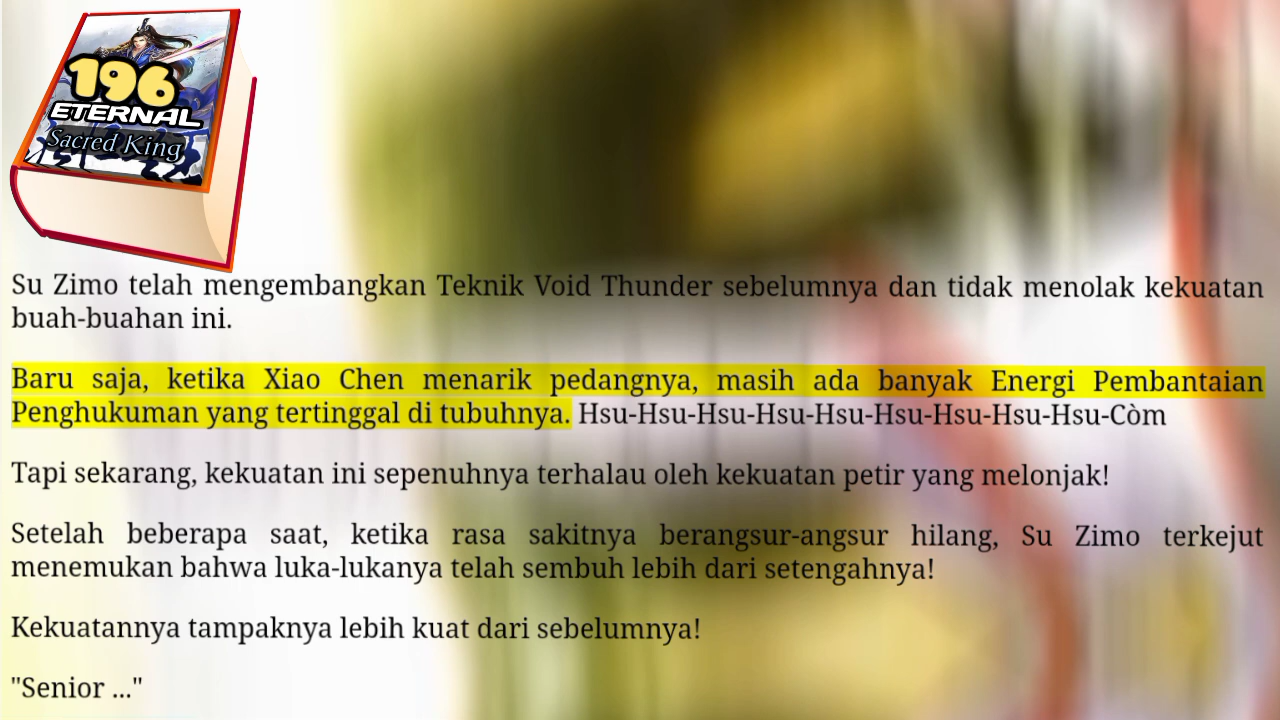 196
ETERNAL
Sacred King
Su Zimo telah mengembangkan Teknik Void Thunder sebelumnya dan tidak menolak kekuatan
buah-buahan ini.
Baru saja, ketika Xiao Chen menarik pedangnya, masih ada banyak Energi Pembantaian
Penghukuman yang tertinggal di tubuhnya. Hsu-Hsu-Hsu-Hsu-Hsu-Hsu-Hsu-Hsu-Hsu-Còm
Tapi sekarang, kekuatan ini sepenuhnya terhalau oleh kekuatan petir yang melonjak!
Setelah beberapa saat, ketika rasa sakitnya berangsur-angsur hilang, Su Zimo terkejut
menemukan bahwa luka-lukanya telah sembuh lebih dari setengahnya!
Kekuatannya tampaknya lebih kuat dari sebelumnya!
"Senior ..."